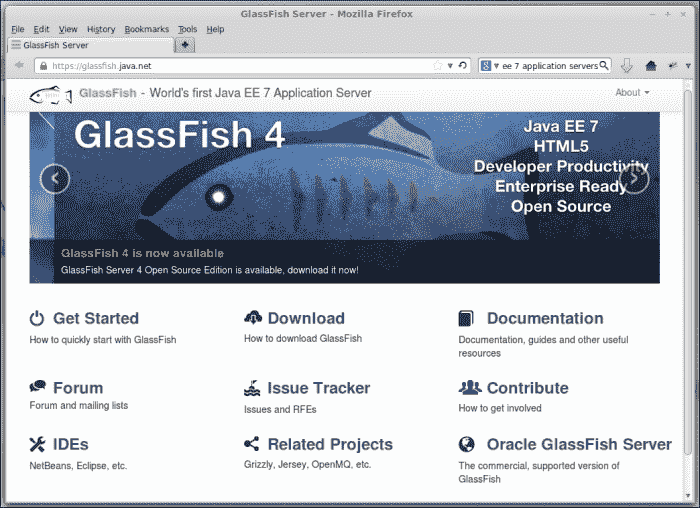 GlassFish Server - Mozilla Firefox
File Edit View History Bookmarks Tools Help
GlassFish Server
https://glassfish.java.net
ee 7 application servers
GlassFish - World's first Java EE 7 Application Server
About
GlassFish 4
Java EE 7
HTML5
Developer Productivity
Enterprise Ready
Open Source
GlassFish 4 is now available
GlassFish Server 4 Open Source Edition is available, download it now!
Get Started
How to quickly start with GlassFish
Download
How to download GlassFish
Documentation
Documentation, guides and other useful
resources
Forum
Forum and mailing lists
Issue Tracker
Issues and RFEs
Contribute
How to get involved
IDEs
NetBeans, Eclipse, etc.
Related Projects
Grizzly, Jersey, OpenMQ, etc.
Oracle GlassFish Server
The commercial, supported version of
GlassFish